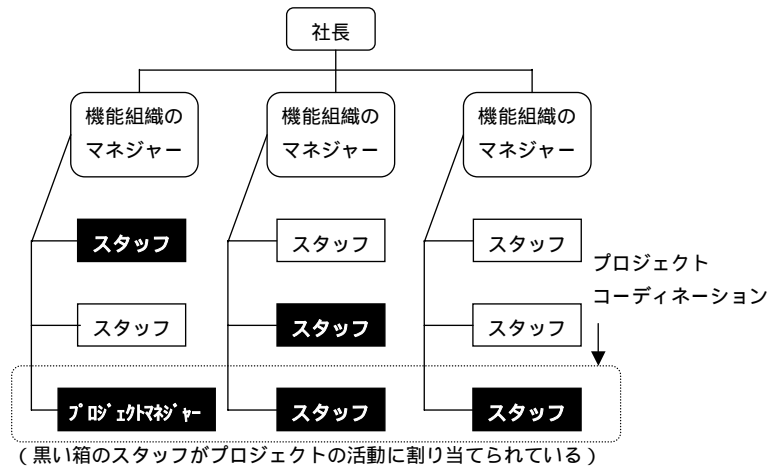 社長
機能組織の
マネジャー
機能組織の
マネジャー
機能組織の
マネジャー
スタッフ
スタッフ
スタッフ
プロジェクト
コーディネーション
スタッフ
スタッフ
スタッフ
ﾌﾟﾛｼﾞｪｸﾄﾏﾈｼﾞｬｰ
スタッフ
スタッフ
(黒い箱のスタッフがプロジェクトの活動に割り当てられている)